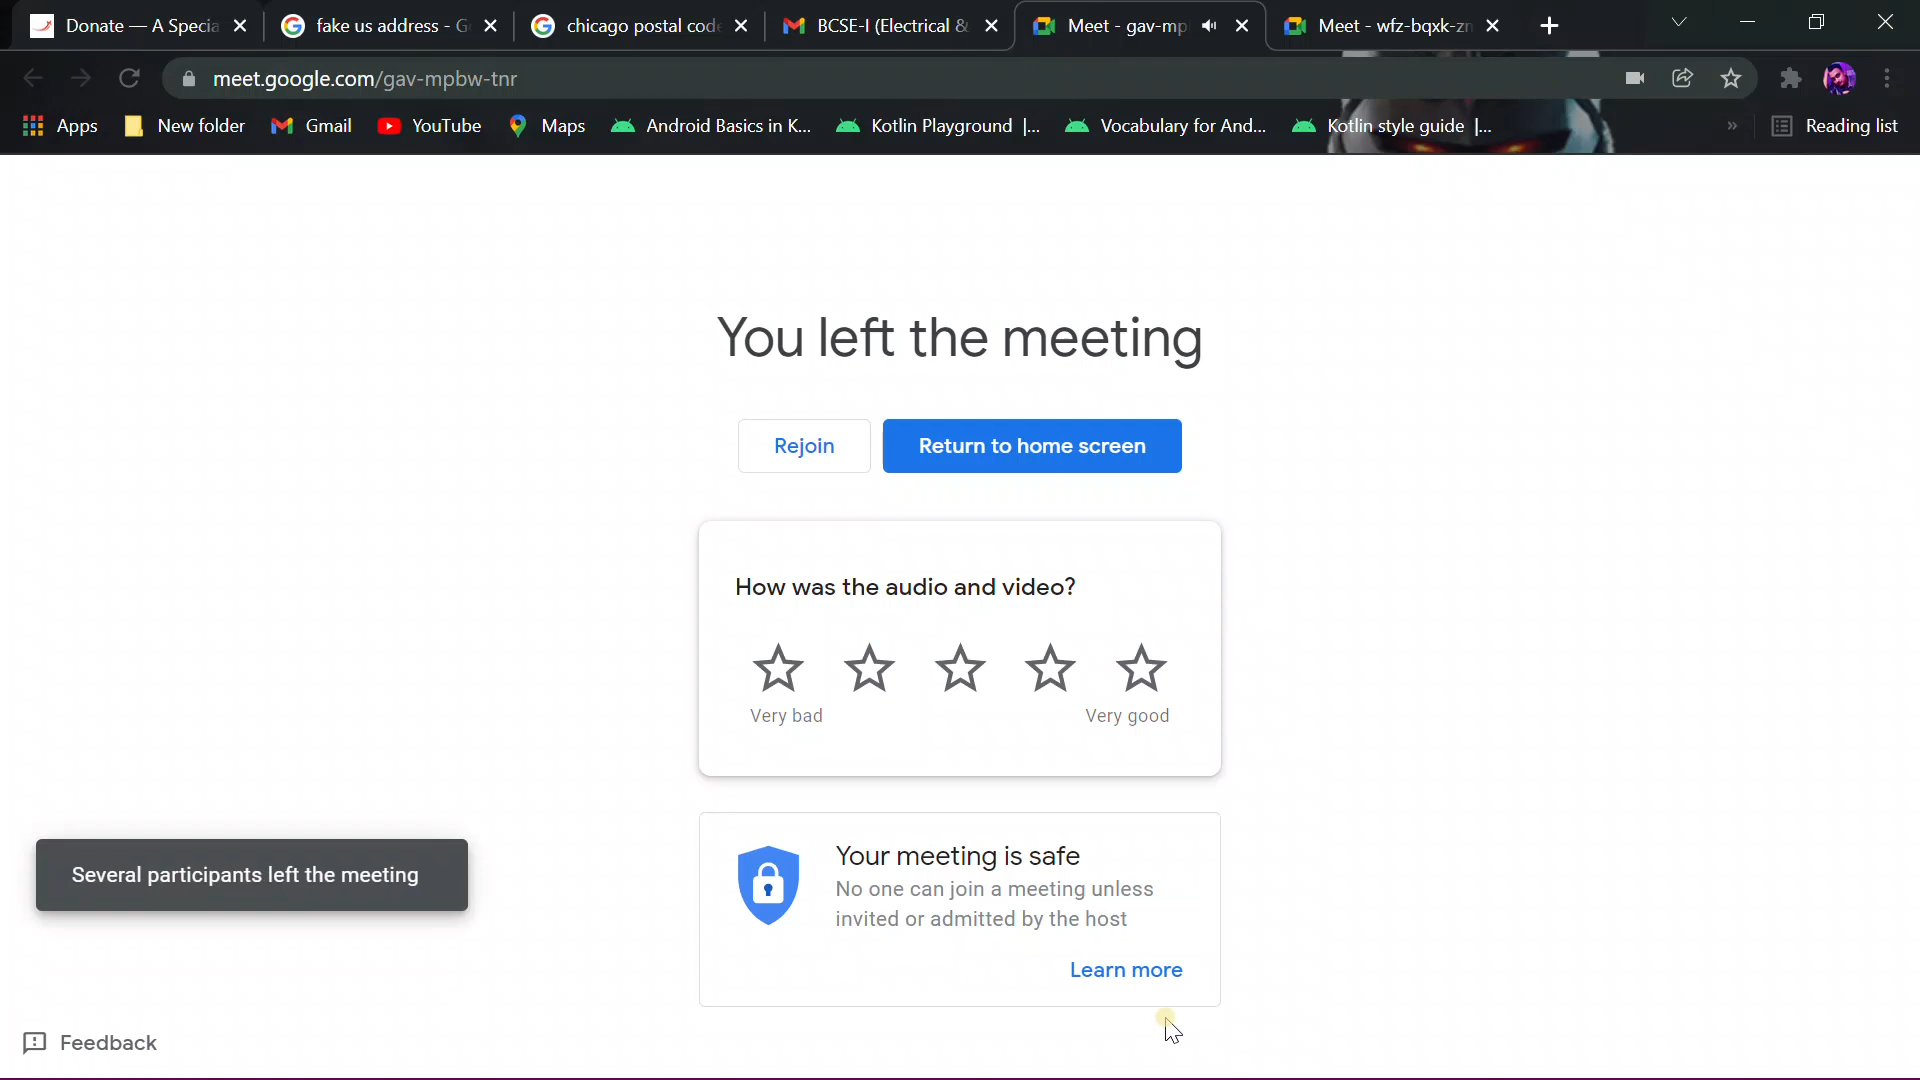 Donate — A Specia
fake us address - G
chicago postal cod
BCSE-I (Electrical &
Meet - gav-mp
Meet - wfz-bqxk-z
meet.google.com/gav-mpbw-tnr
Apps
New folder
Gmail
YouTube
Maps
Android Basics in K...
Kotlin Playground |...
Vocabulary for And...
Kotlin style guide |...
»
Reading list
You left the meeting
Rejoin
Return to home screen
How was the audio and video?
Very bad
Very good
Your meeting is safe
No one can join a meeting unless
invited or admitted by the host
Learn more
Several participants left the meeting
Feedback